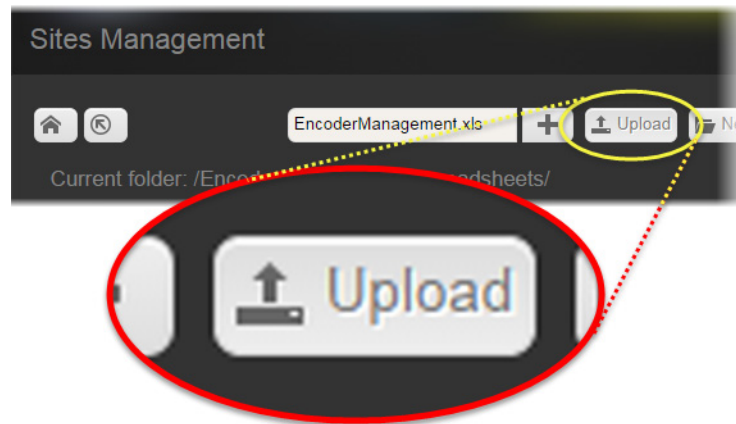 Sites Management
EncoderManagement.xls Upload
Current folder: /Encod adsheets/
Upload